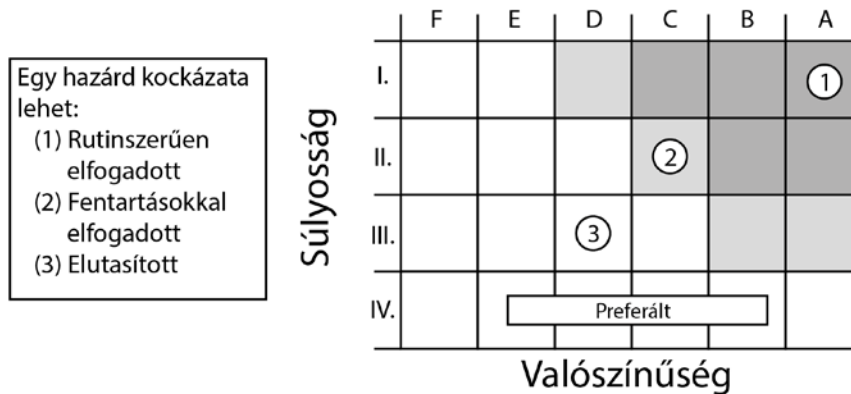 Egy hazárd kockázata
lehet:
(1) Rutinszerűen
elfogadott
(2) Fentartásokkal
elfogadott
(3) Elutasított
Súlyosság
F E D C B A
I.
1
II.
2
III.
3
IV.
Preferált
Valószínűség